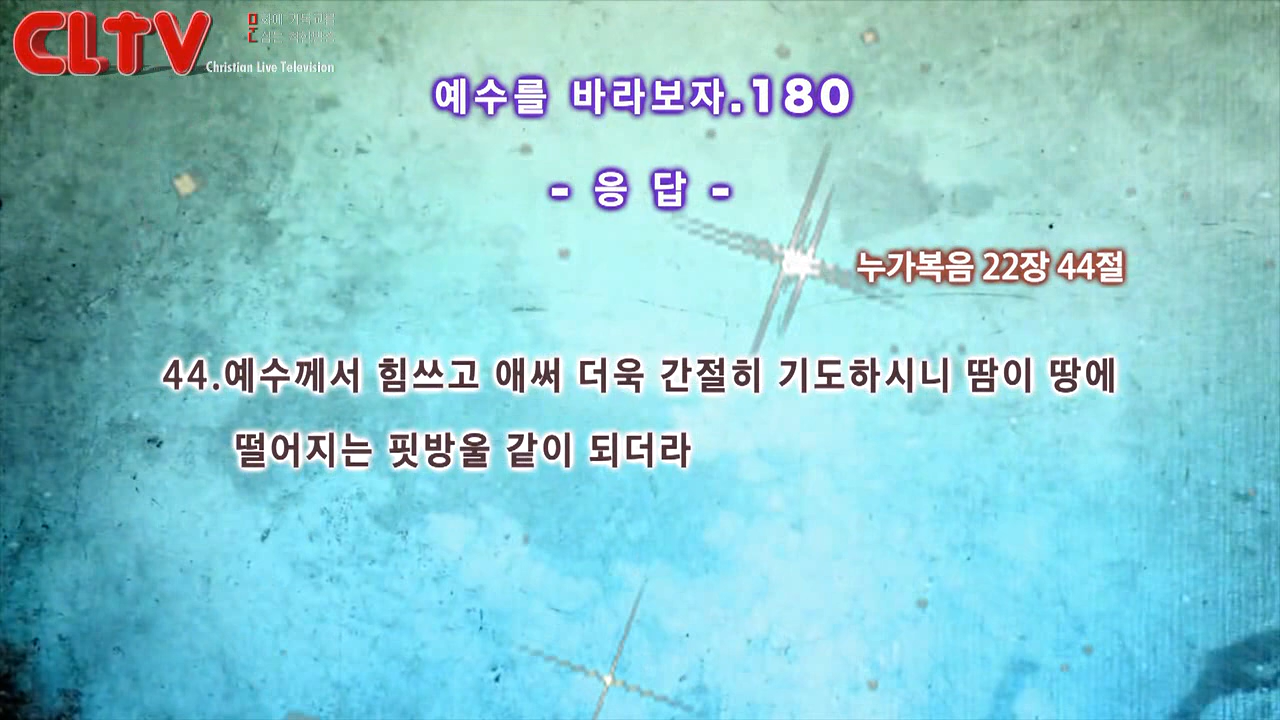 CLTV
Christian Live Television
예수를 바라보자.180
- 응 답 -
누가복음 22장 44절
44.예수께서 힘쓰고 애써 더욱 간절히 기도하시니 땀이 땅에
떨어지는 핏방울 같이 되더라